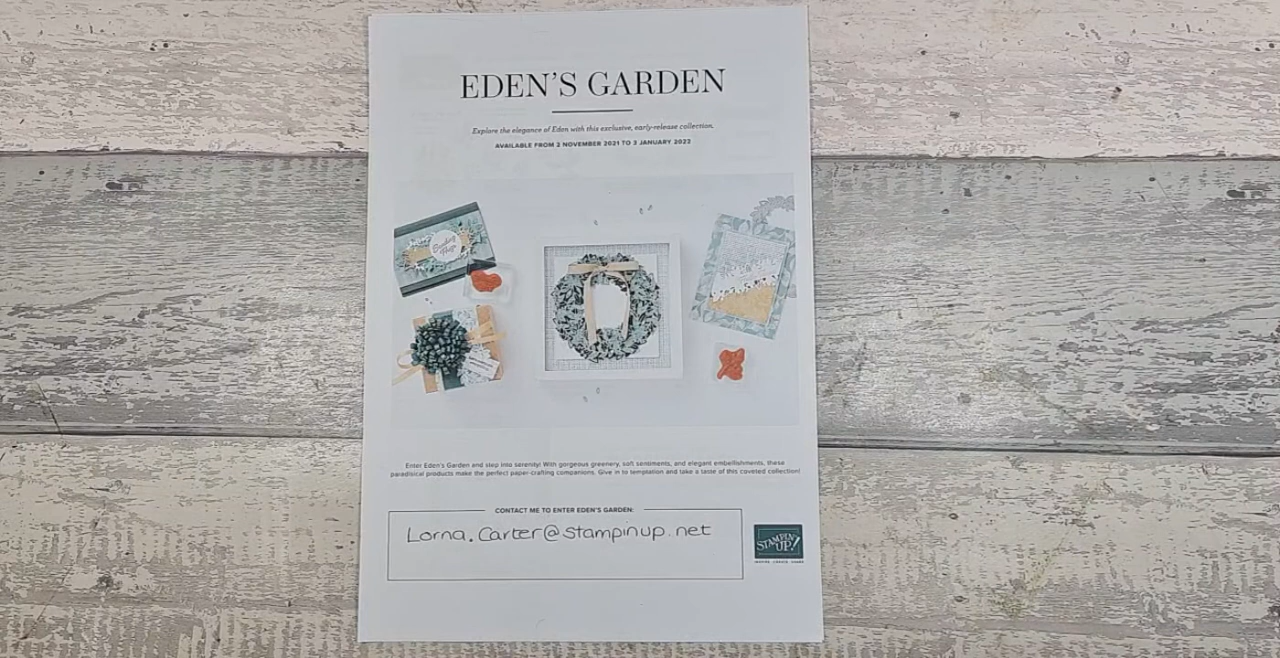 EDEN'S GARDEN
Explore the elegance of Eden with this exclusive, early-release collection.
AVAILABLE FROM 2 NOVEMBER 2021 TO 3 JANUARY 2022
Enter Eden's Garden and step into serenity! With gorgeous greenery, soft sentiments, and elegant embellishments, these
paradisical products make the perfect paper-crafting companions. Give in to temptation and take a taste of this coveted collection!
CONTACT ME TO ENTER EDEN'S GARDEN:
Lorna.Carter@stampinup.net
STAMPIN'
UP!